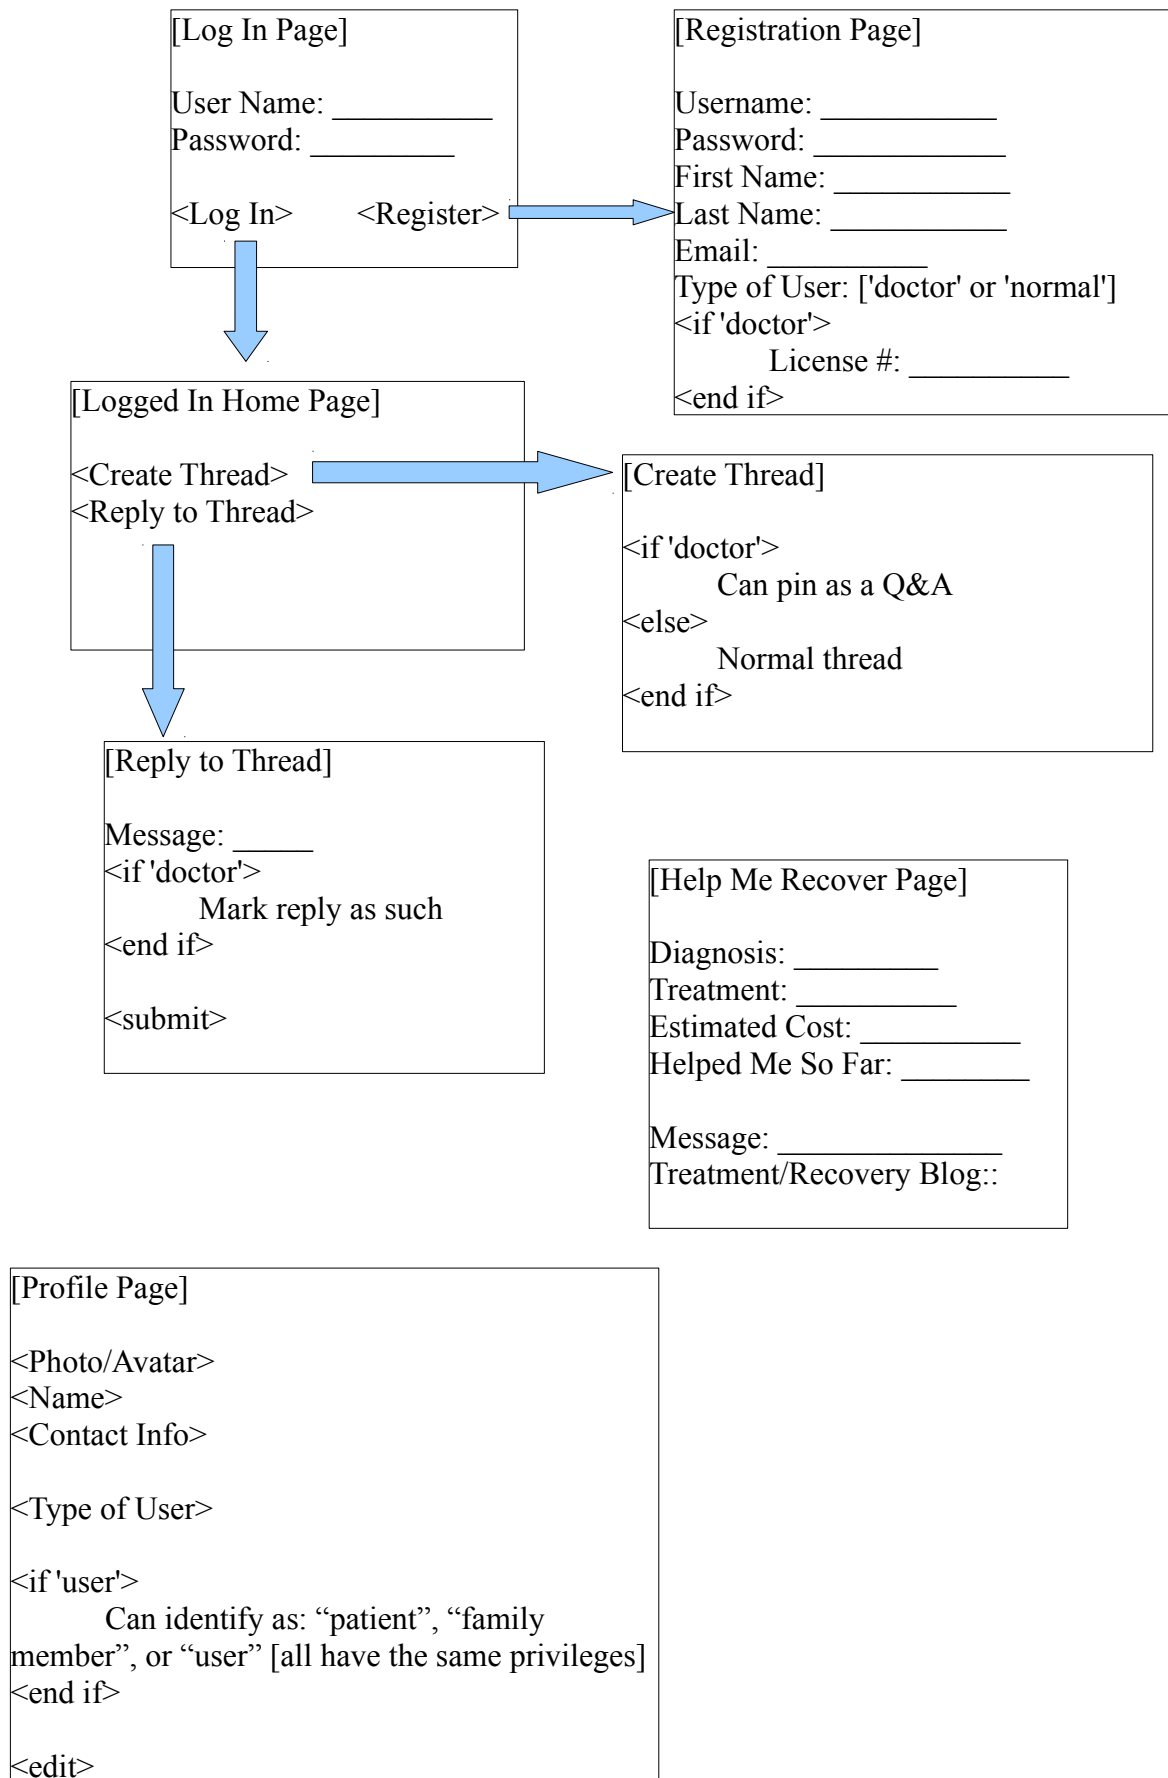 [Log In Page]
User Name: __________
Password: _________
<Log In> <Register>
[Registration Page]
Username: ___________
Password: ____________
First Name: ___________
Last Name: ___________
Email: __________
Type of User: ['doctor' or 'normal']
<if 'doctor'>
License #: __________
<end if>
[Logged In Home Page]
<Create Thread>
<Reply to Thread>
[Create Thread]
<if 'doctor'>
Can pin as a Q&A
<else>
Normal thread
<end if>
[Reply to Thread]
Message: _____
<if 'doctor'>
Mark reply as such
<end if>
<submit>
[Help Me Recover Page]
Diagnosis: _________
Treatment: __________
Estimated Cost: __________
Helped Me So Far: ________
Message: ______________
Treatment/Recovery Blog::
[Profile Page]
<Photo/Avatar>
<Name>
<Contact Info>
<Type of User>
<if 'user'>
Can identify as: “patient”, “family
member”, or “user” [all have the same privileges]
<end if>
<edit>